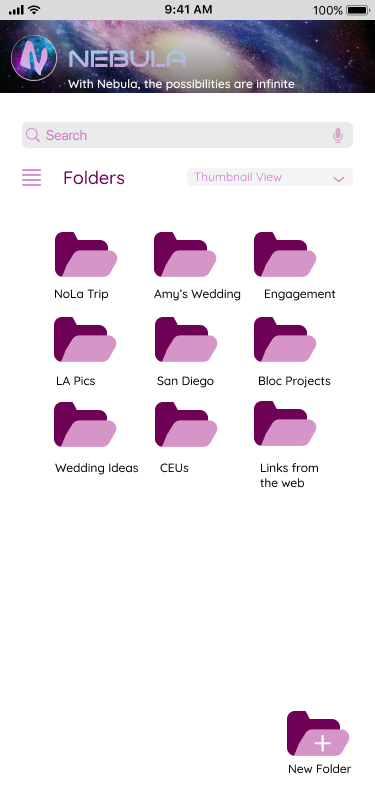 9:41 AM
100%
N NEBULA
With Nebula, the possibilities are infinite
Search
Folders
Thumbnail View
NoLa Trip
Amy's Wedding
Engagement
LA Pics
San Diego
Bloc Projects
Wedding Ideas
CEUs
Links from
the web
New Folder